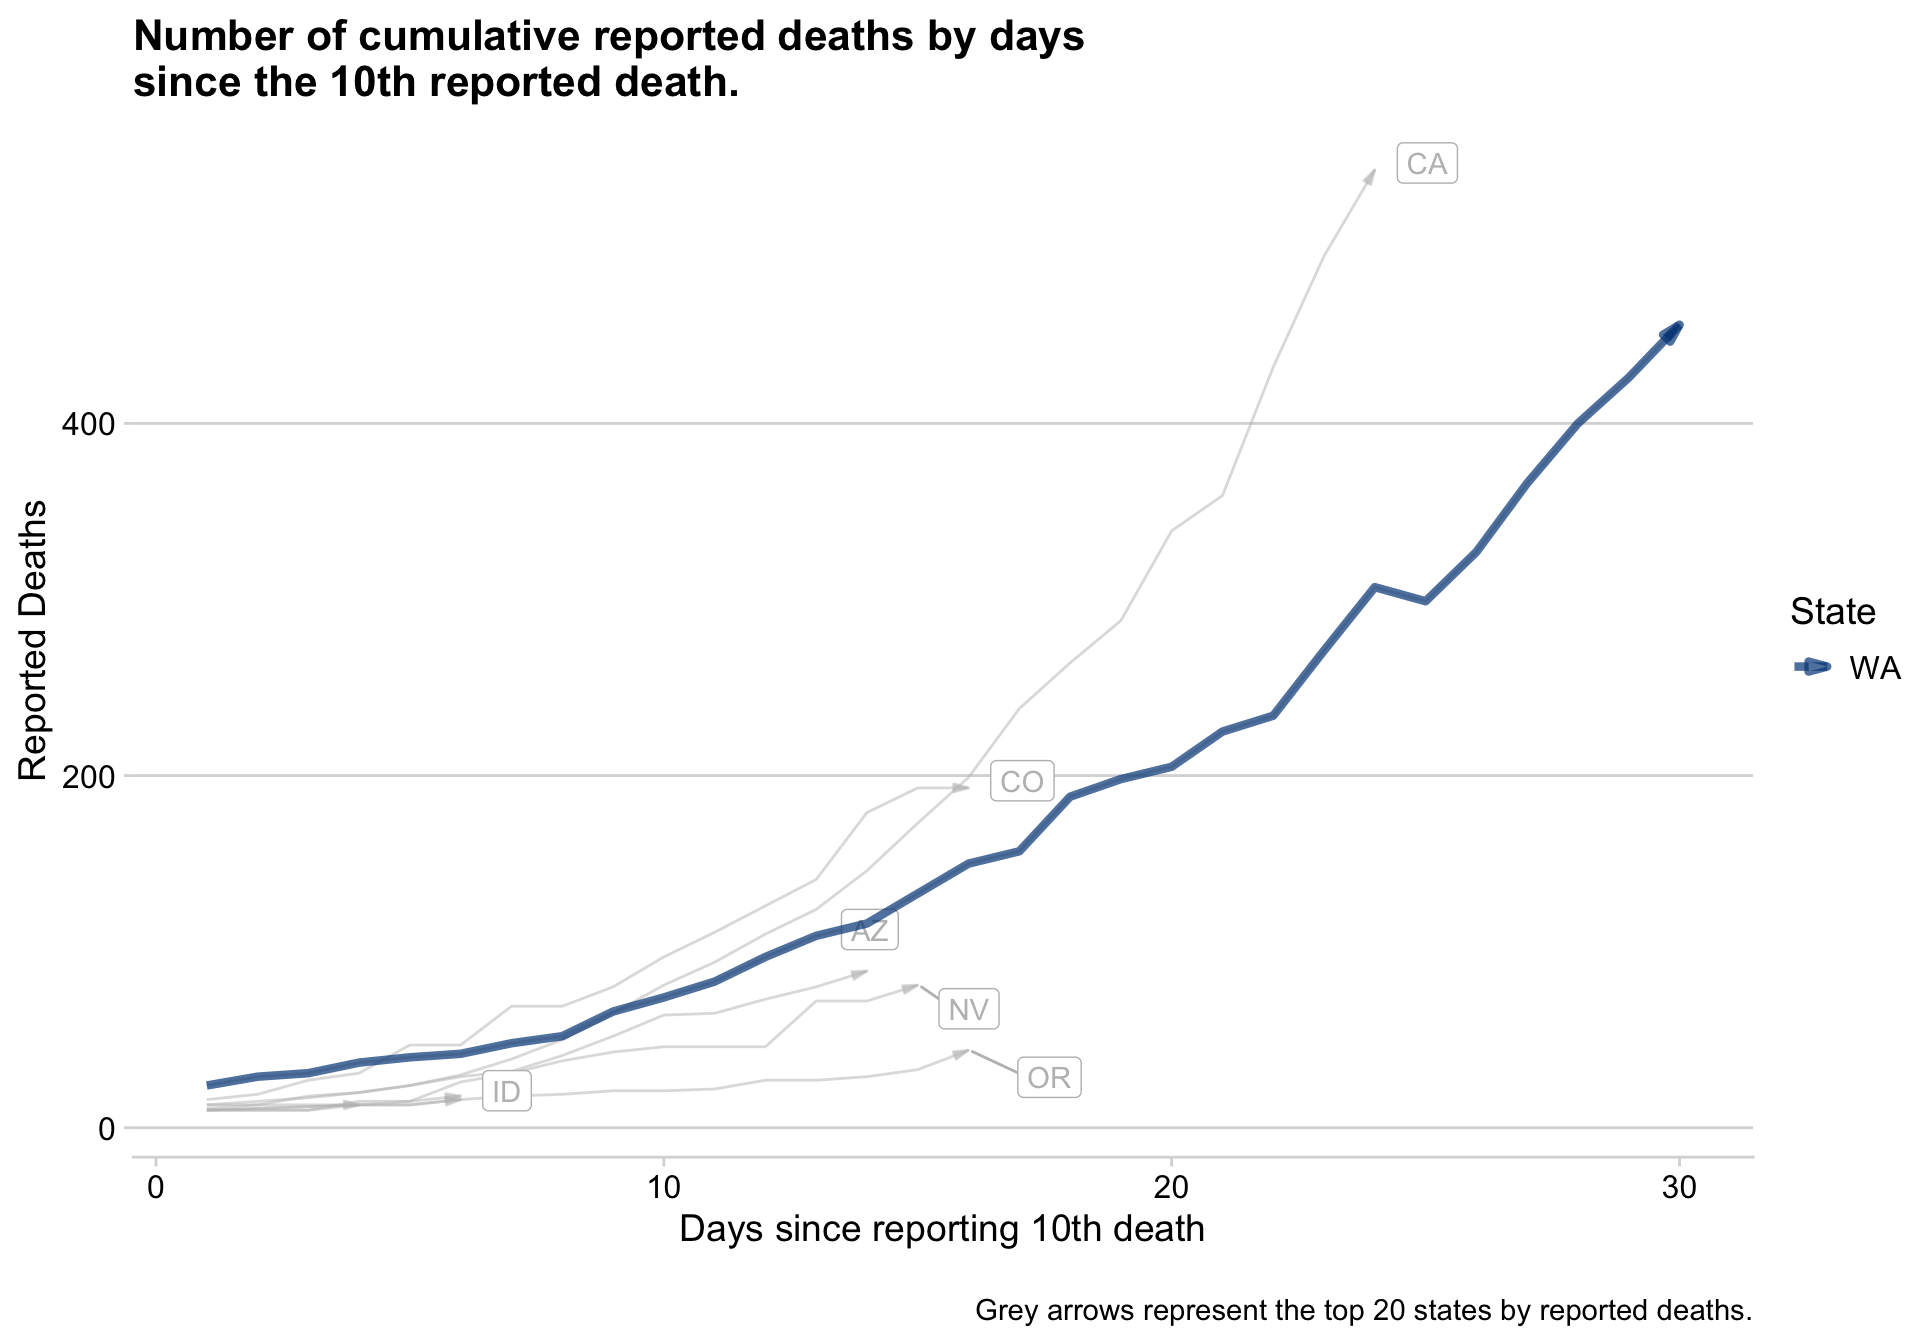 Number of cumulative reported deaths by days
since the 10th reported death.
CA
400
Reported Deaths
State
WA
200
CO
AZ
NV
OR
ID
0
0
10
20
30
Days since reporting 10th death
Grey arrows represent the top 20 states by reported deaths.